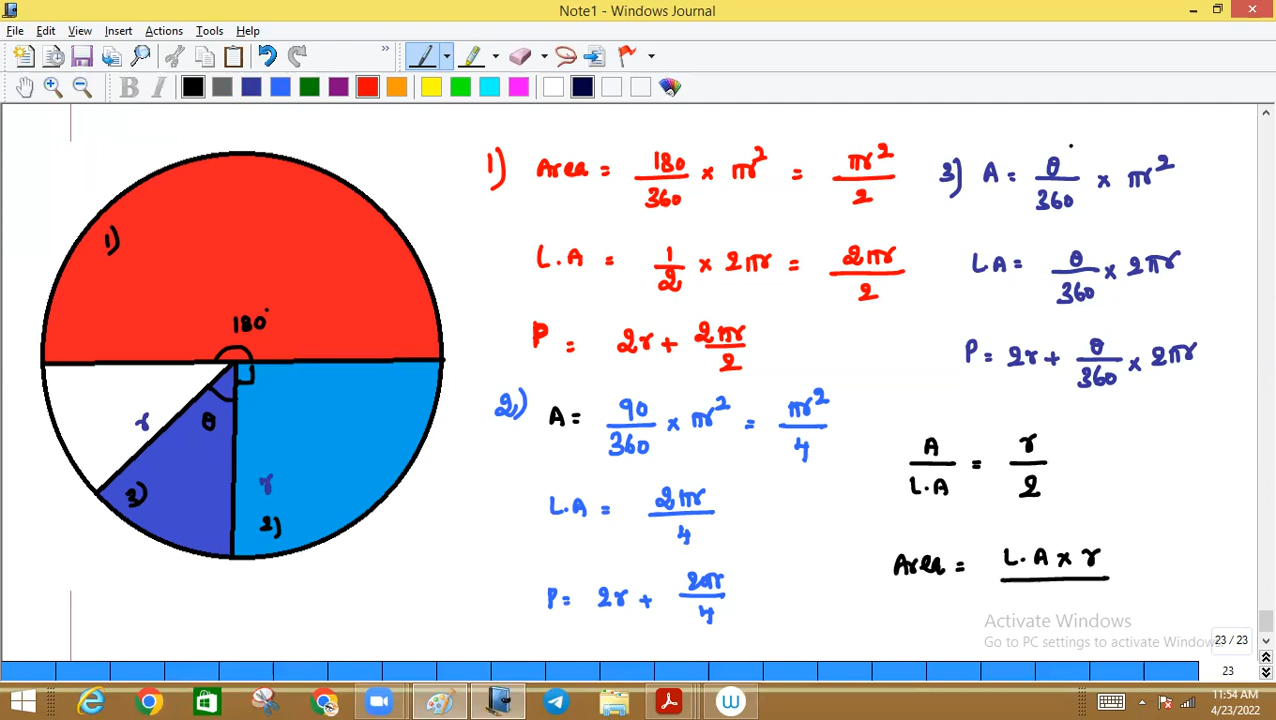 Note1 - Windows Journal
File Edit View Insert Actions Tools Help
1)
180°
r
θ
3)
r
2)
1) Area = 180/360 × πr² = πr²/2
L.A = 1/2 × 2πr = 2πr/2
P = 2r + 2πr/2
2) A = 90/360 × πr² = πr²/4
L.A = 2πr/4
P = 2r + 2πr/4
3) A = θ°/360 × πr²
LA = θ/360 × 2πr
P = 2r + θ/360 × 2πr
A/L.A = r/2
Area = L.A × r
Activate Windows
Go to PC settings to activate Windows.
23 / 23
23
11:54 AM
4/23/2022